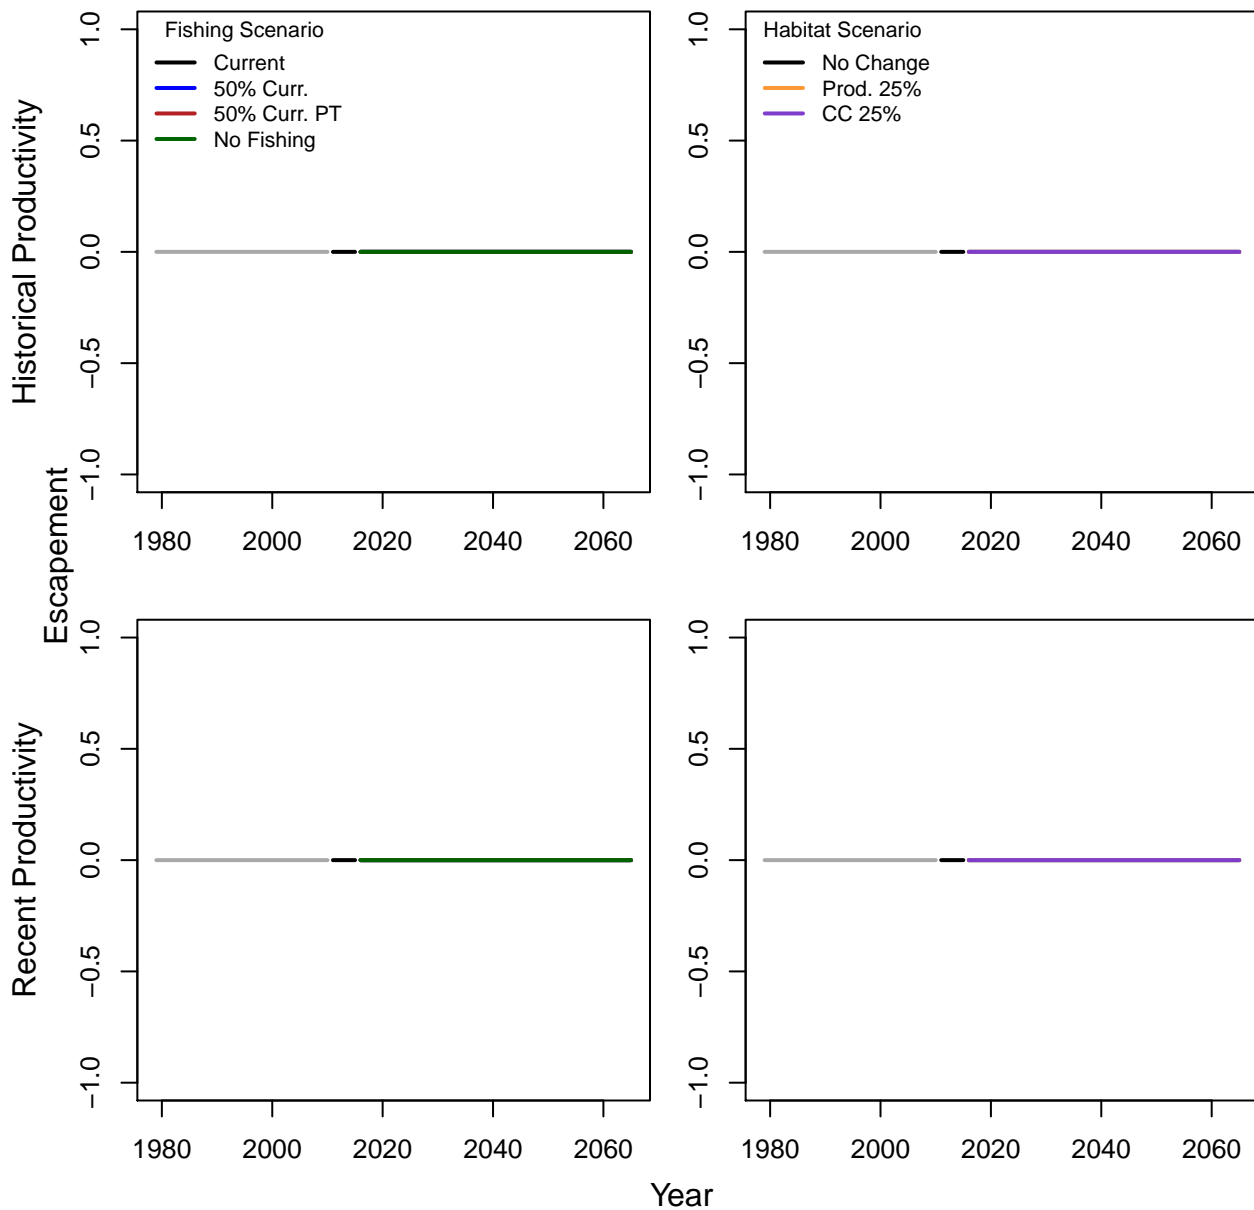 Fishing Scenario
Current
50% Curr.
50% Curr. PT
No Fishing
Habitat Scenario
No Change
Prod. 25%
CC 25%
Historical Productivity
1.0
0.5
0.0
−0.5
−1.0
1980 2000 2020 2040 2060
1.0
0.5
0.0
−0.5
−1.0
1980 2000 2020 2040 2060
Escapement
Recent Productivity
1.0
0.5
0.0
−0.5
−1.0
1980 2000 2020 2040 2060
1.0
0.5
0.0
−0.5
−1.0
1980 2000 2020 2040 2060
Year